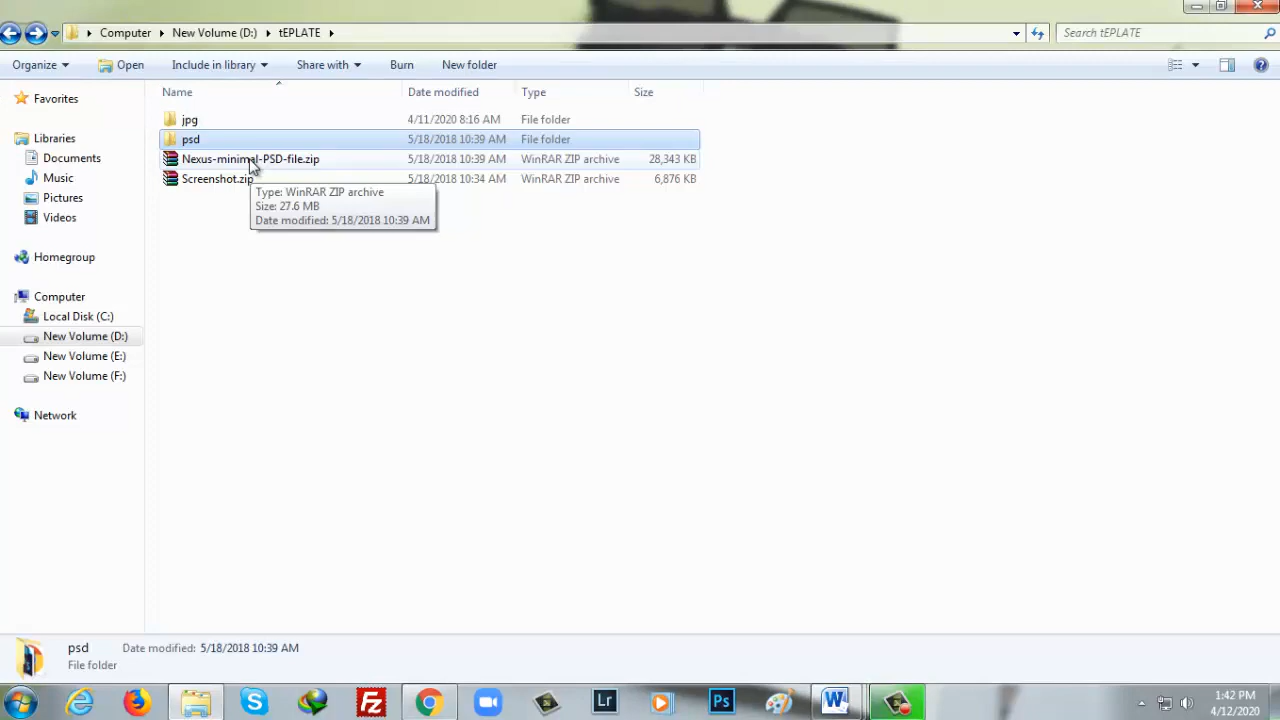 Computer New Volume (D:) tEPLATE Search tEPLATE
Organize Open Include in library Share with Burn New folder
Name Date modified Type Size
Favorites
Libraries
Documents
Music
Pictures
Videos
Homegroup
Computer
Local Disk (C:)
New Volume (D:)
New Volume (E:)
New Volume (F:)
Network
jpg 4/11/2020 8:16 AM File folder
psd 5/18/2018 10:39 AM File folder
Nexus-minimal-PSD-file.zip 5/18/2018 10:39 AM WinRAR ZIP archive 28,343 KB
Screenshot.zip 5/18/2018 10:34 AM WinRAR ZIP archive 6,876 KB
Type: WinRAR ZIP archive
Size: 27.6 MB
Date modified: 5/18/2018 10:39 AM
psd Date modified: 5/18/2018 10:39 AM
File folder
Lr Ps W
1:42 PM
4/12/2020